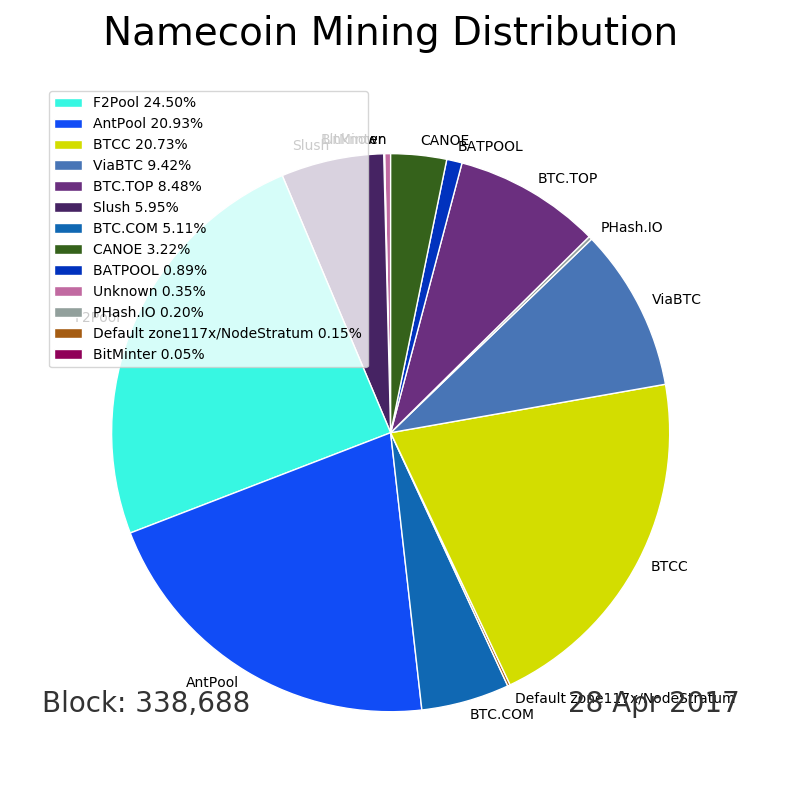 Namecoin Mining Distribution
F2Pool 24.50%
AntPool 20.93%
BTCC 20.73%
ViaBTC 9.42%
BTC.TOP 8.48%
Slush 5.95%
BTC.COM 5.11%
CANOE 3.22%
BATPOOL 0.89%
Unknown 0.35%
PHash.IO 0.20%
Default zone117x/NodeStratum 0.15%
BitMinter 0.05%
CANOE
BATPOOL
BTC.TOP
PHash.IO
ViaBTC
BTCC
Default zone117x/NodeStratum
BTC.COM
AntPool
F2Pool
Slush
BitMinter
Block: 338,688
28 Apr 2017